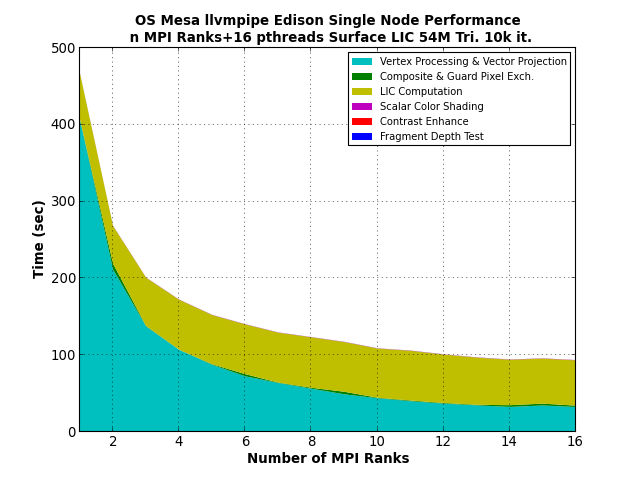 OS Mesa llvmpipe Edison Single Node Performance
n MPI Ranks+16 pthreads Surface LIC 54M Tri. 10k it.
Vertex Processing & Vector Projection
Composite & Guard Pixel Exch.
LIC Computation
Scalar Color Shading
Contrast Enhance
Fragment Depth Test
500
400
300
200
100
0
Time (sec)
2 4 6 8 10 12 14 16
Number of MPI Ranks